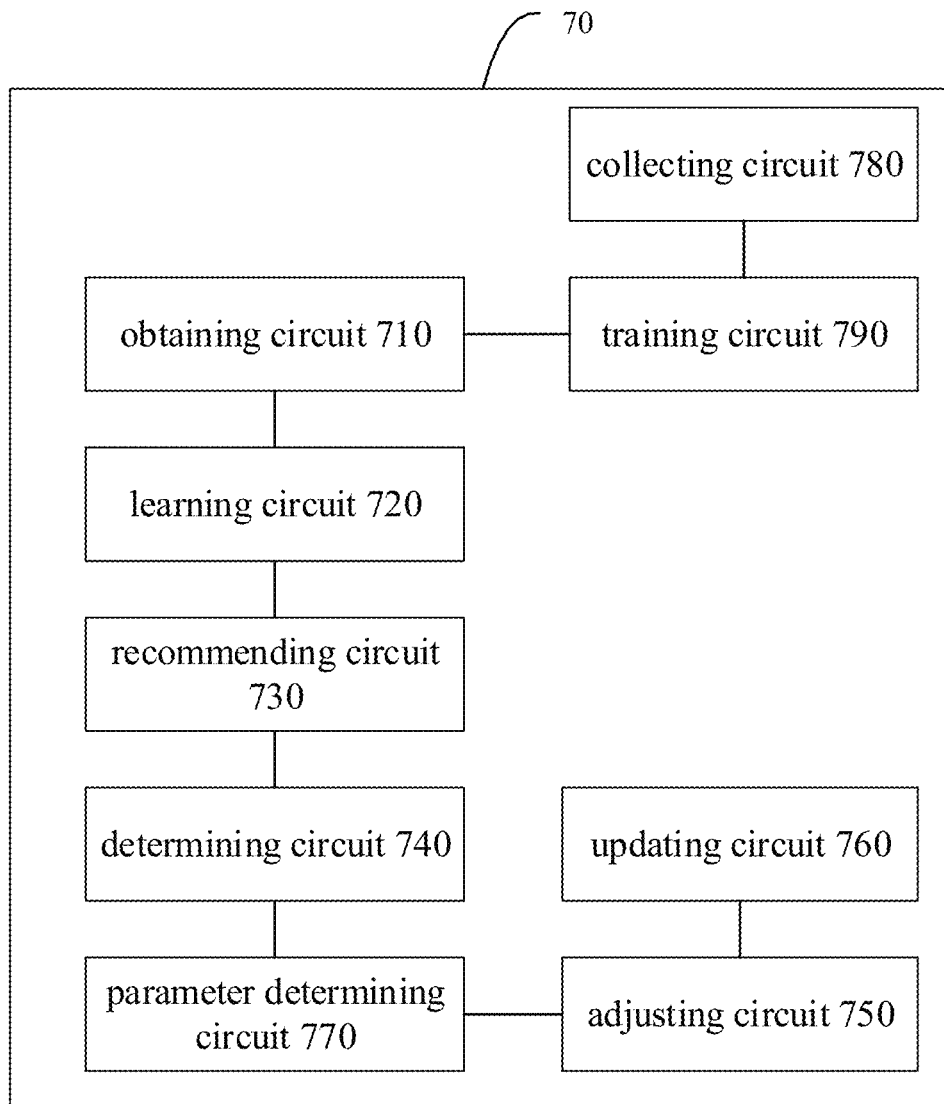 70
collecting circuit 780
obtaining circuit 710
training circuit 790
learning circuit 720
recommending circuit
730
determining circuit 740
updating circuit 760
parameter determining
circuit 770
adjusting circuit 750